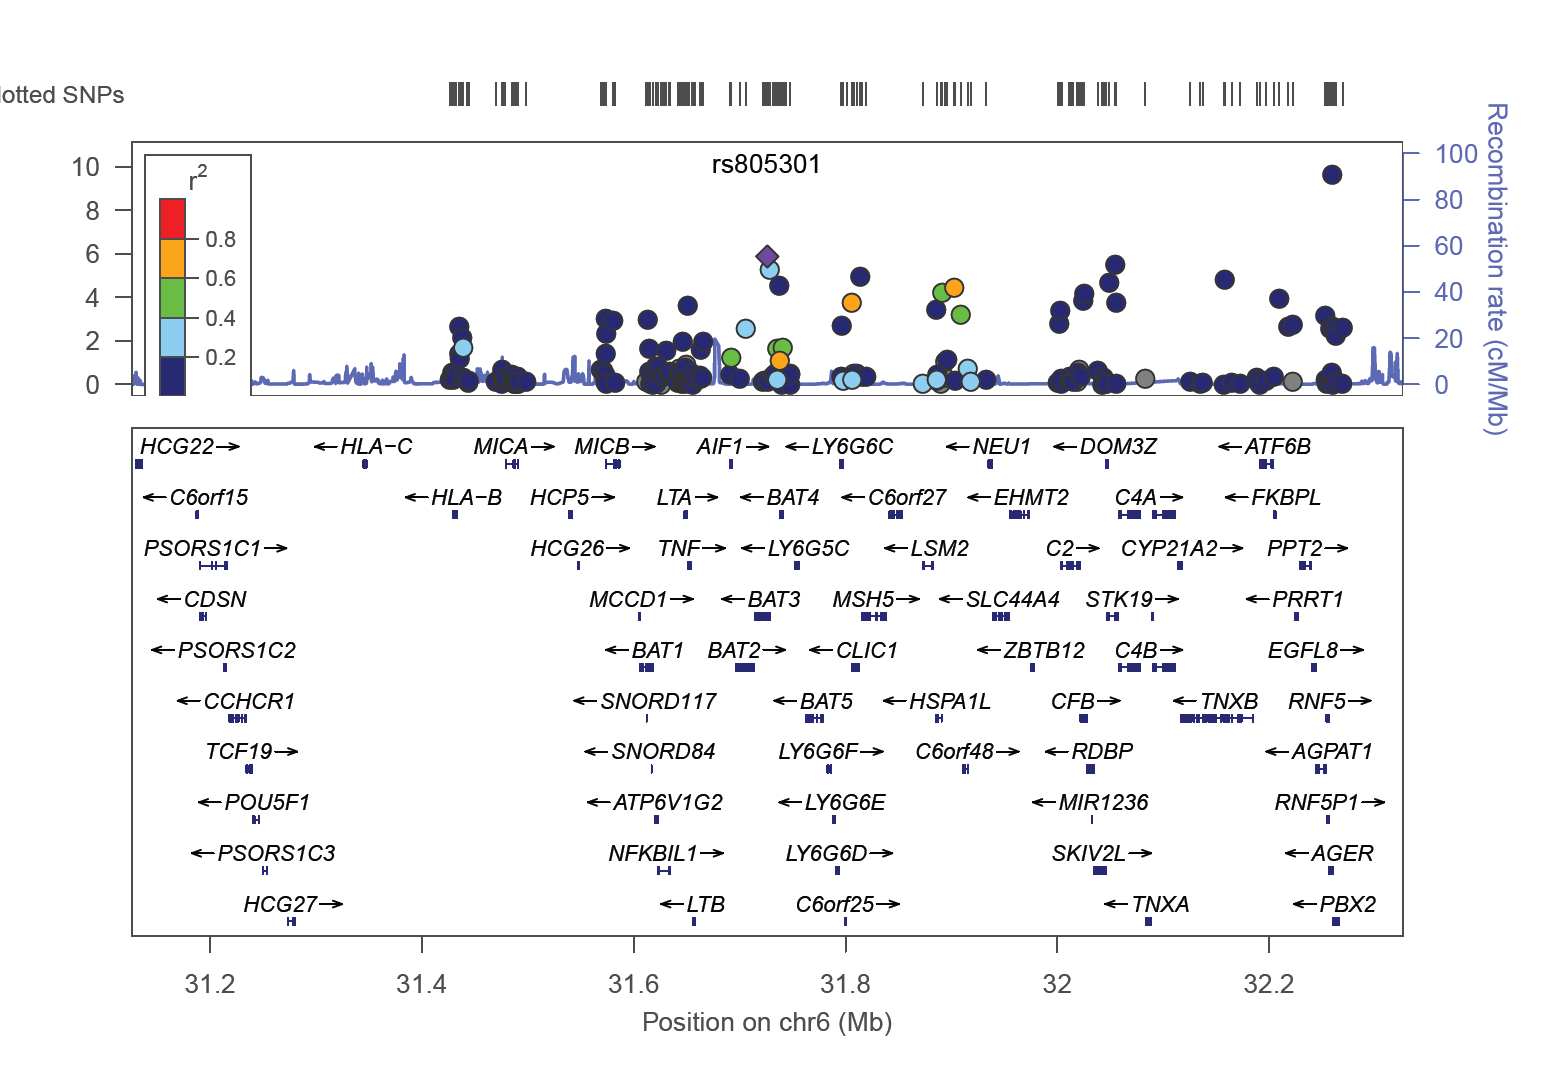 lotted SNPs
rs805301
r2
0.8
0.6
0.4
0.2
10
8
6
4
2
0
100
80
60
40
20
0
Recombination rate (cM/Mb)
HCG22→ ←HLA−C MICA→ MICB→ AIF1→ ←LY6G6C ←NEU1 ←DOM3Z ←ATF6B
←C6orf15 ←HLA−B HCP5→ LTA→ ←BAT4 ←C6orf27 ←EHMT2 C4A→ ←FKBPL
PSORS1C1→ HCG26→ TNF→ ←LY6G5C ←LSM2 C2→ CYP21A2→ PPT2→
←CDSN MCCD1→ ←BAT3 MSH5→ ←SLC44A4 STK19→ ←PRRT1
←PSORS1C2 ←BAT1 BAT2→ ←CLIC1 ←ZBTB12 C4B→ EGFL8→
←CCHCR1 ←SNORD117 ←BAT5 ←HSPA1L CFB→ ←TNXB RNF5→
TCF19→ ←SNORD84 LY6G6F→ C6orf48→ ←RDBP ←AGPAT1
←POU5F1 ←ATP6V1G2 ←LY6G6E ←MIR1236 RNF5P1→
←PSORS1C3 NFKBIL1→ LY6G6D→ SKIV2L→ ←AGER
HCG27→ ←LTB C6orf25→ ←TNXA ←PBX2
31.2 31.4 31.6 31.8 32 32.2
Position on chr6 (Mb)